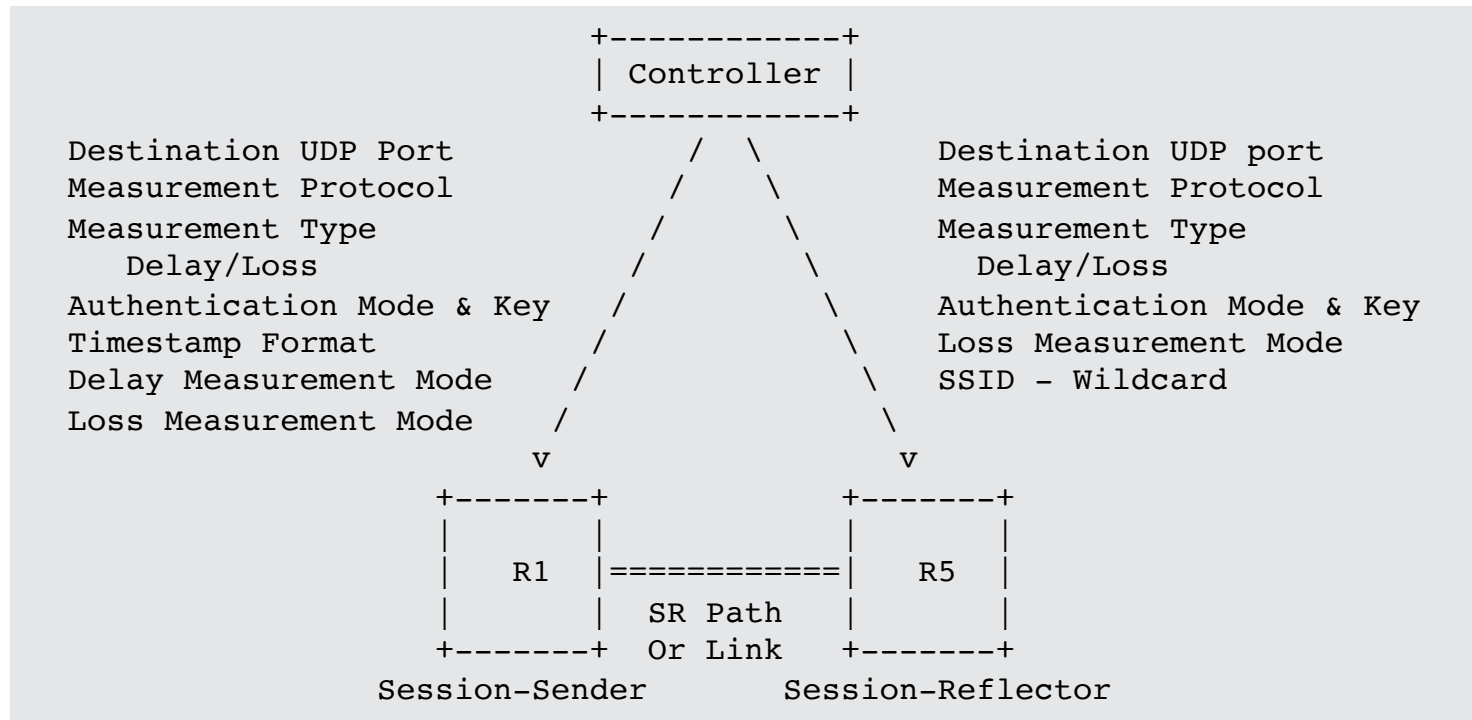 +------------+
| Controller |
+------------+
Destination UDP Port / \ Destination UDP port
Measurement Protocol / \ Measurement Protocol
Measurement Type / \ Measurement Type
Delay/Loss / \ Delay/Loss
Authentication Mode & Key / \ Authentication Mode & Key
Timestamp Format / \ Loss Measurement Mode
Delay Measurement Mode / \ SSID - Wildcard
Loss Measurement Mode / \
v v
+-------+ +-------+
| | | |
| R1 |============| R5 |
| | SR Path | |
+-------+ Or Link +-------+
Session-Sender Session-Reflector